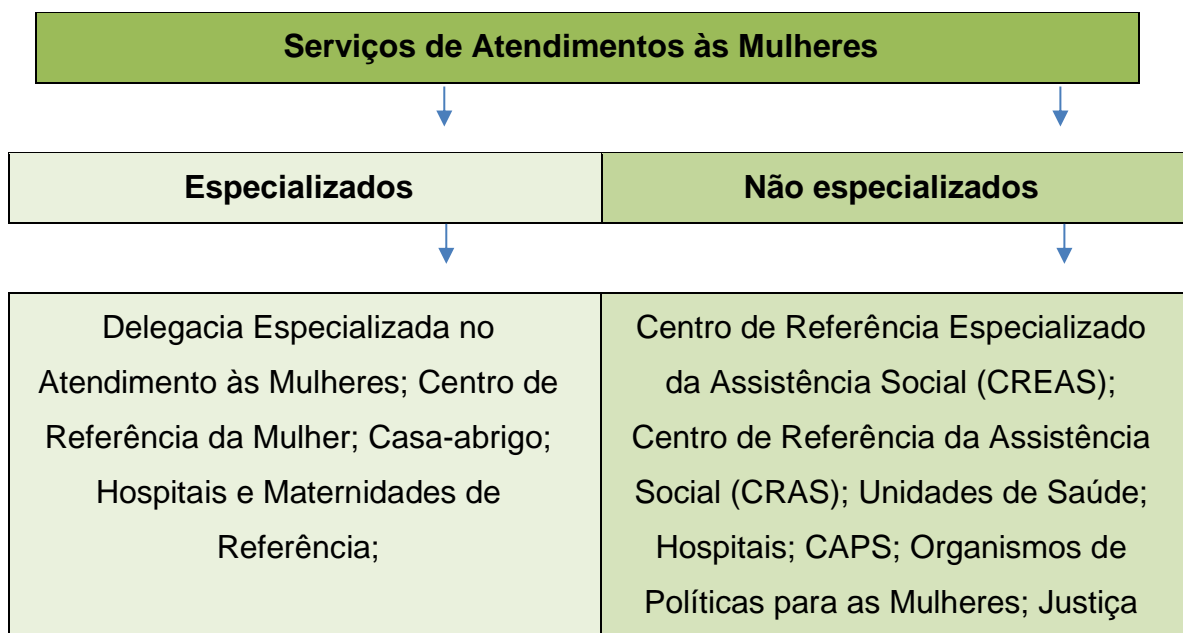 Serviços de Atendimentos às Mulheres
Especializados
Não especializados
Delegacia Especializada no
Atendimento às Mulheres; Centro de
Referência da Mulher; Casa-abrigo;
Hospitais e Maternidades de
Referência;
Centro de Referência Especializado
da Assistência Social (CREAS);
Centro de Referência da Assistência
Social (CRAS); Unidades de Saúde;
Hospitais; CAPS; Organismos de
Políticas para as Mulheres; Justiça